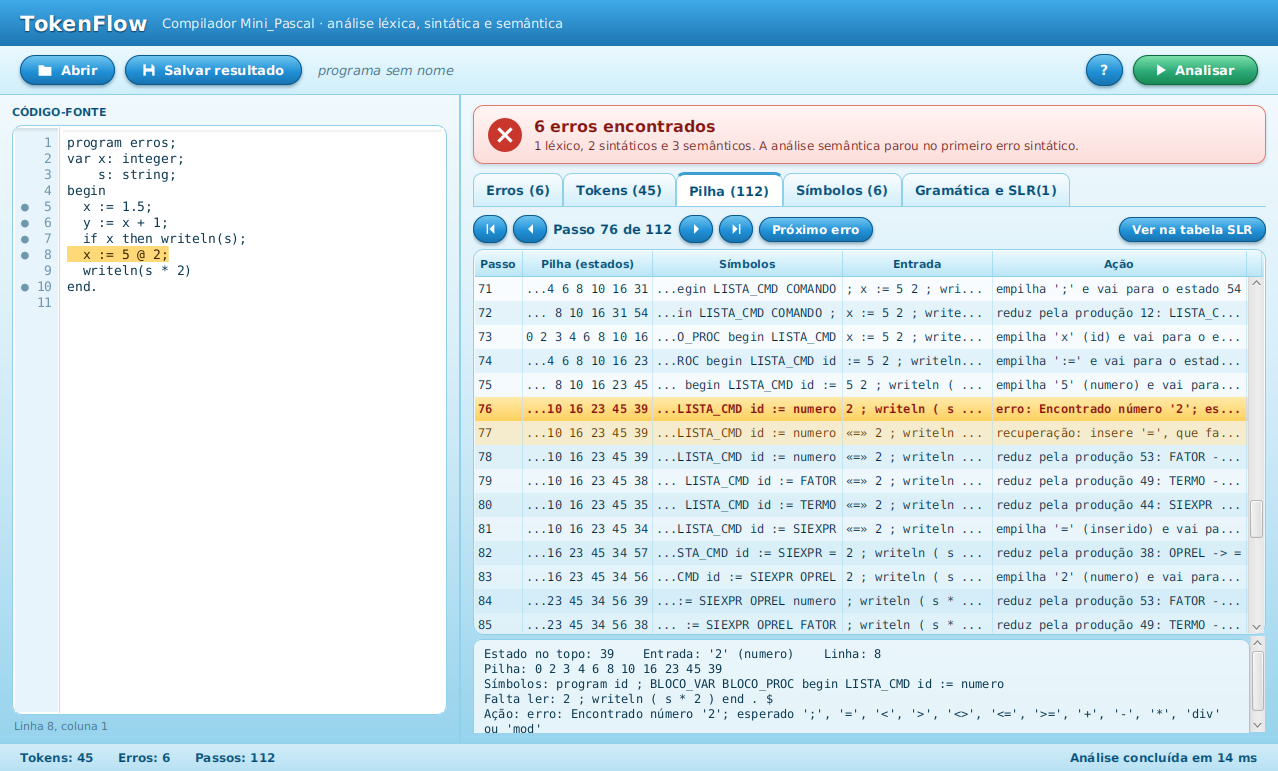 TokenFlow Compilador Mini_Pascal · análise léxica, sintática e semântica
Abrir Salvar resultado programa sem nome ? Analisar
CÓDIGO-FONTE
1 program erros;
2 var x: integer;
3 s: string;
4 begin
5 x := 1.5;
6 y := x + 1;
7 if x then writeln(s);
8 x := 5 @ 2;
9 writeln(s * 2)
10 end.
11
Linha 8, coluna 1
6 erros encontrados
1 léxico, 2 sintáticos e 3 semânticos. A análise semântica parou no primeiro erro sintático.
Erros (6) Tokens (45) Pilha (112) Símbolos (6) Gramática e SLR(1)
Passo 76 de 112 Próximo erro Ver na tabela SLR
Passo Pilha (estados) Símbolos Entrada Ação
71 ...4 6 8 10 16 31 ...egin LISTA_CMD COMANDO ; x := 5 2 ; wri... empilha ';' e vai para o estado 54
72 ... 8 10 16 31 54 ...in LISTA_CMD COMANDO ; x := 5 2 ; write... reduz pela produção 12: LISTA_C...
73 0 2 3 4 6 8 10 16 ...O_PROC begin LISTA_CMD x := 5 2 ; write... empilha 'x' (id) e vai para o e...
74 ...4 6 8 10 16 23 ...ROC begin LISTA_CMD id := 5 2 ; writeln... empilha ':=' e vai para o estad...
75 ... 8 10 16 23 45 ... begin LISTA_CMD id := 5 2 ; writeln ( ... empilha '5' (numero) e vai para...
76 ...10 16 23 45 39 ...LISTA_CMD id := numero 2 ; writeln ( s ... erro: Encontrado número '2'; es...
77 ...10 16 23 45 39 ...LISTA_CMD id := numero «=» 2 ; writeln ... recuperação: insere '=', que fa...
78 ...10 16 23 45 39 ...LISTA_CMD id := numero «=» 2 ; writeln ... reduz pela produção 53: FATOR -...
79 ...10 16 23 45 38 ... LISTA_CMD id := FATOR «=» 2 ; writeln ... reduz pela produção 49: TERMO -...
80 ...10 16 23 45 35 ... LISTA_CMD id := TERMO «=» 2 ; writeln ... reduz pela produção 44: SIEXPR ...
81 ...10 16 23 45 34 ...LISTA_CMD id := SIEXPR «=» 2 ; writeln ... empilha '=' (inserido) e vai pa...
82 ...16 23 45 34 57 ...STA_CMD id := SIEXPR = 2 ; writeln ( s ... reduz pela produção 38: OPREL -> =
83 ...16 23 45 34 56 ...CMD id := SIEXPR OPREL 2 ; writeln ( s ... empilha '2' (numero) e vai para...
84 ...23 45 34 56 39 ...:= SIEXPR OPREL numero ; writeln ( s * ... reduz pela produção 53: FATOR -...
85 ...23 45 34 56 38 ... := SIEXPR OPREL FATOR ; writeln ( s * ... reduz pela produção 49: TERMO -...
Estado no topo: 39 Entrada: '2' (numero) Linha: 8
Pilha: 0 2 3 4 6 8 10 16 23 45 39
Símbolos: program id ; BLOCO_VAR BLOCO_PROC begin LISTA_CMD id := numero
Falta ler: 2 ; writeln ( s * 2 ) end . $
Ação: erro: Encontrado número '2'; esperado ';', '=', '<', '>', '<>', '<=', '>=', '+', '-', '*', 'div'
ou 'mod'
Tokens: 45 Erros: 6 Passos: 112 Análise concluída em 14 ms